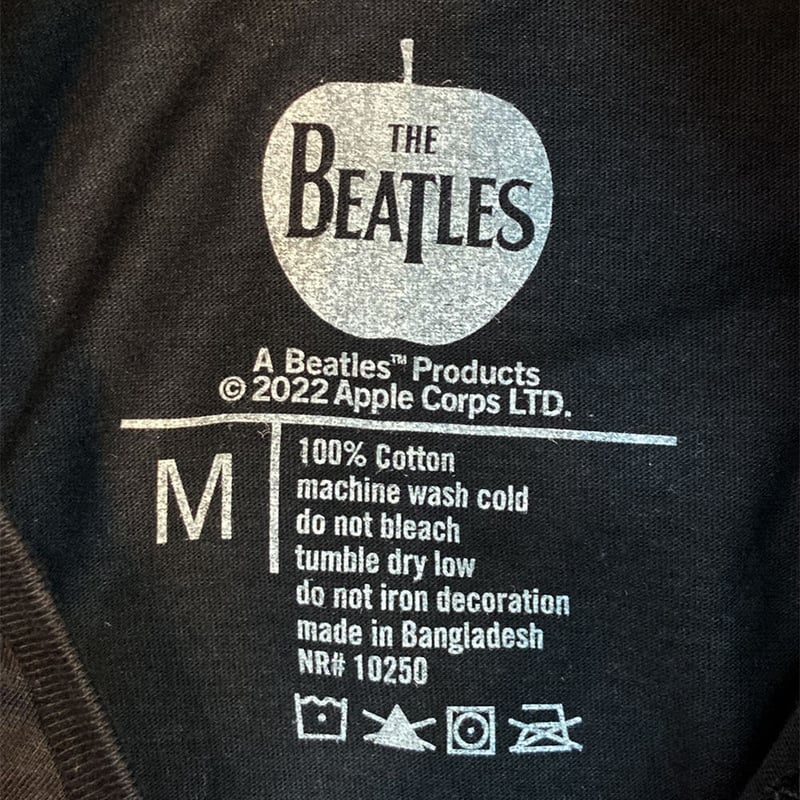 THE
BEATLES
A Beatles™ Products
© 2022 Apple Corps LTD.
M
100% Cotton
machine wash cold
do not bleach
tumble dry low
do not iron decoration
made in Bangladesh
NR# 10250